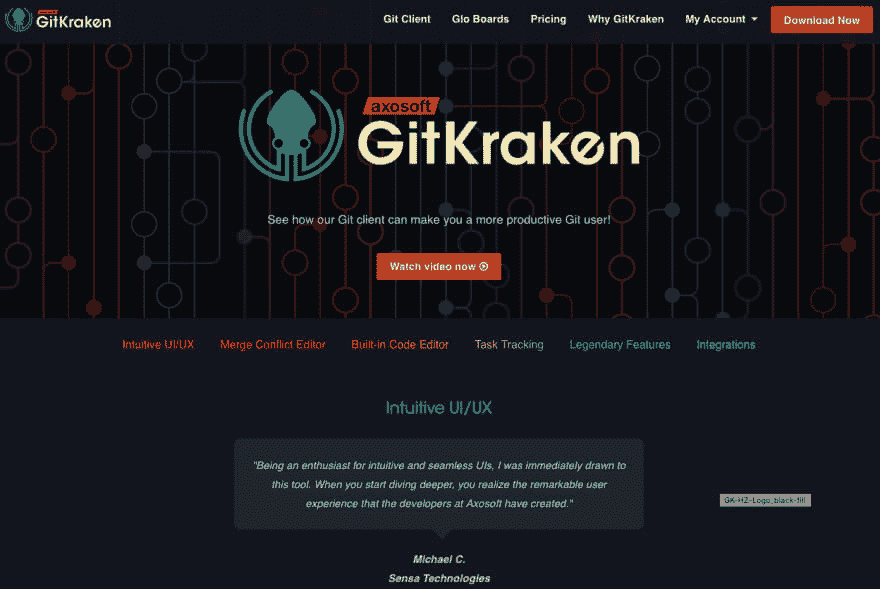 axosoft
GitKraken
Git Client Glo Boards Pricing Why GitKraken My Account Download Now
axosoft
GitKraken
See how our Git client can make you a more productive Git user!
Watch video now
Intuitive UI/UX Merge Conflict Editor Built-in Code Editor Task Tracking Legendary Features Integrations
Intuitive UI/UX
"Being an enthusiast for intuitive and seamless UIs, I was immediately drawn to
this tool. When you start diving deeper, you realize the remarkable user
experience that the developers at Axosoft have created."
GK-HZ-Logo_black-fill
Michael C.
Sensa Technologies